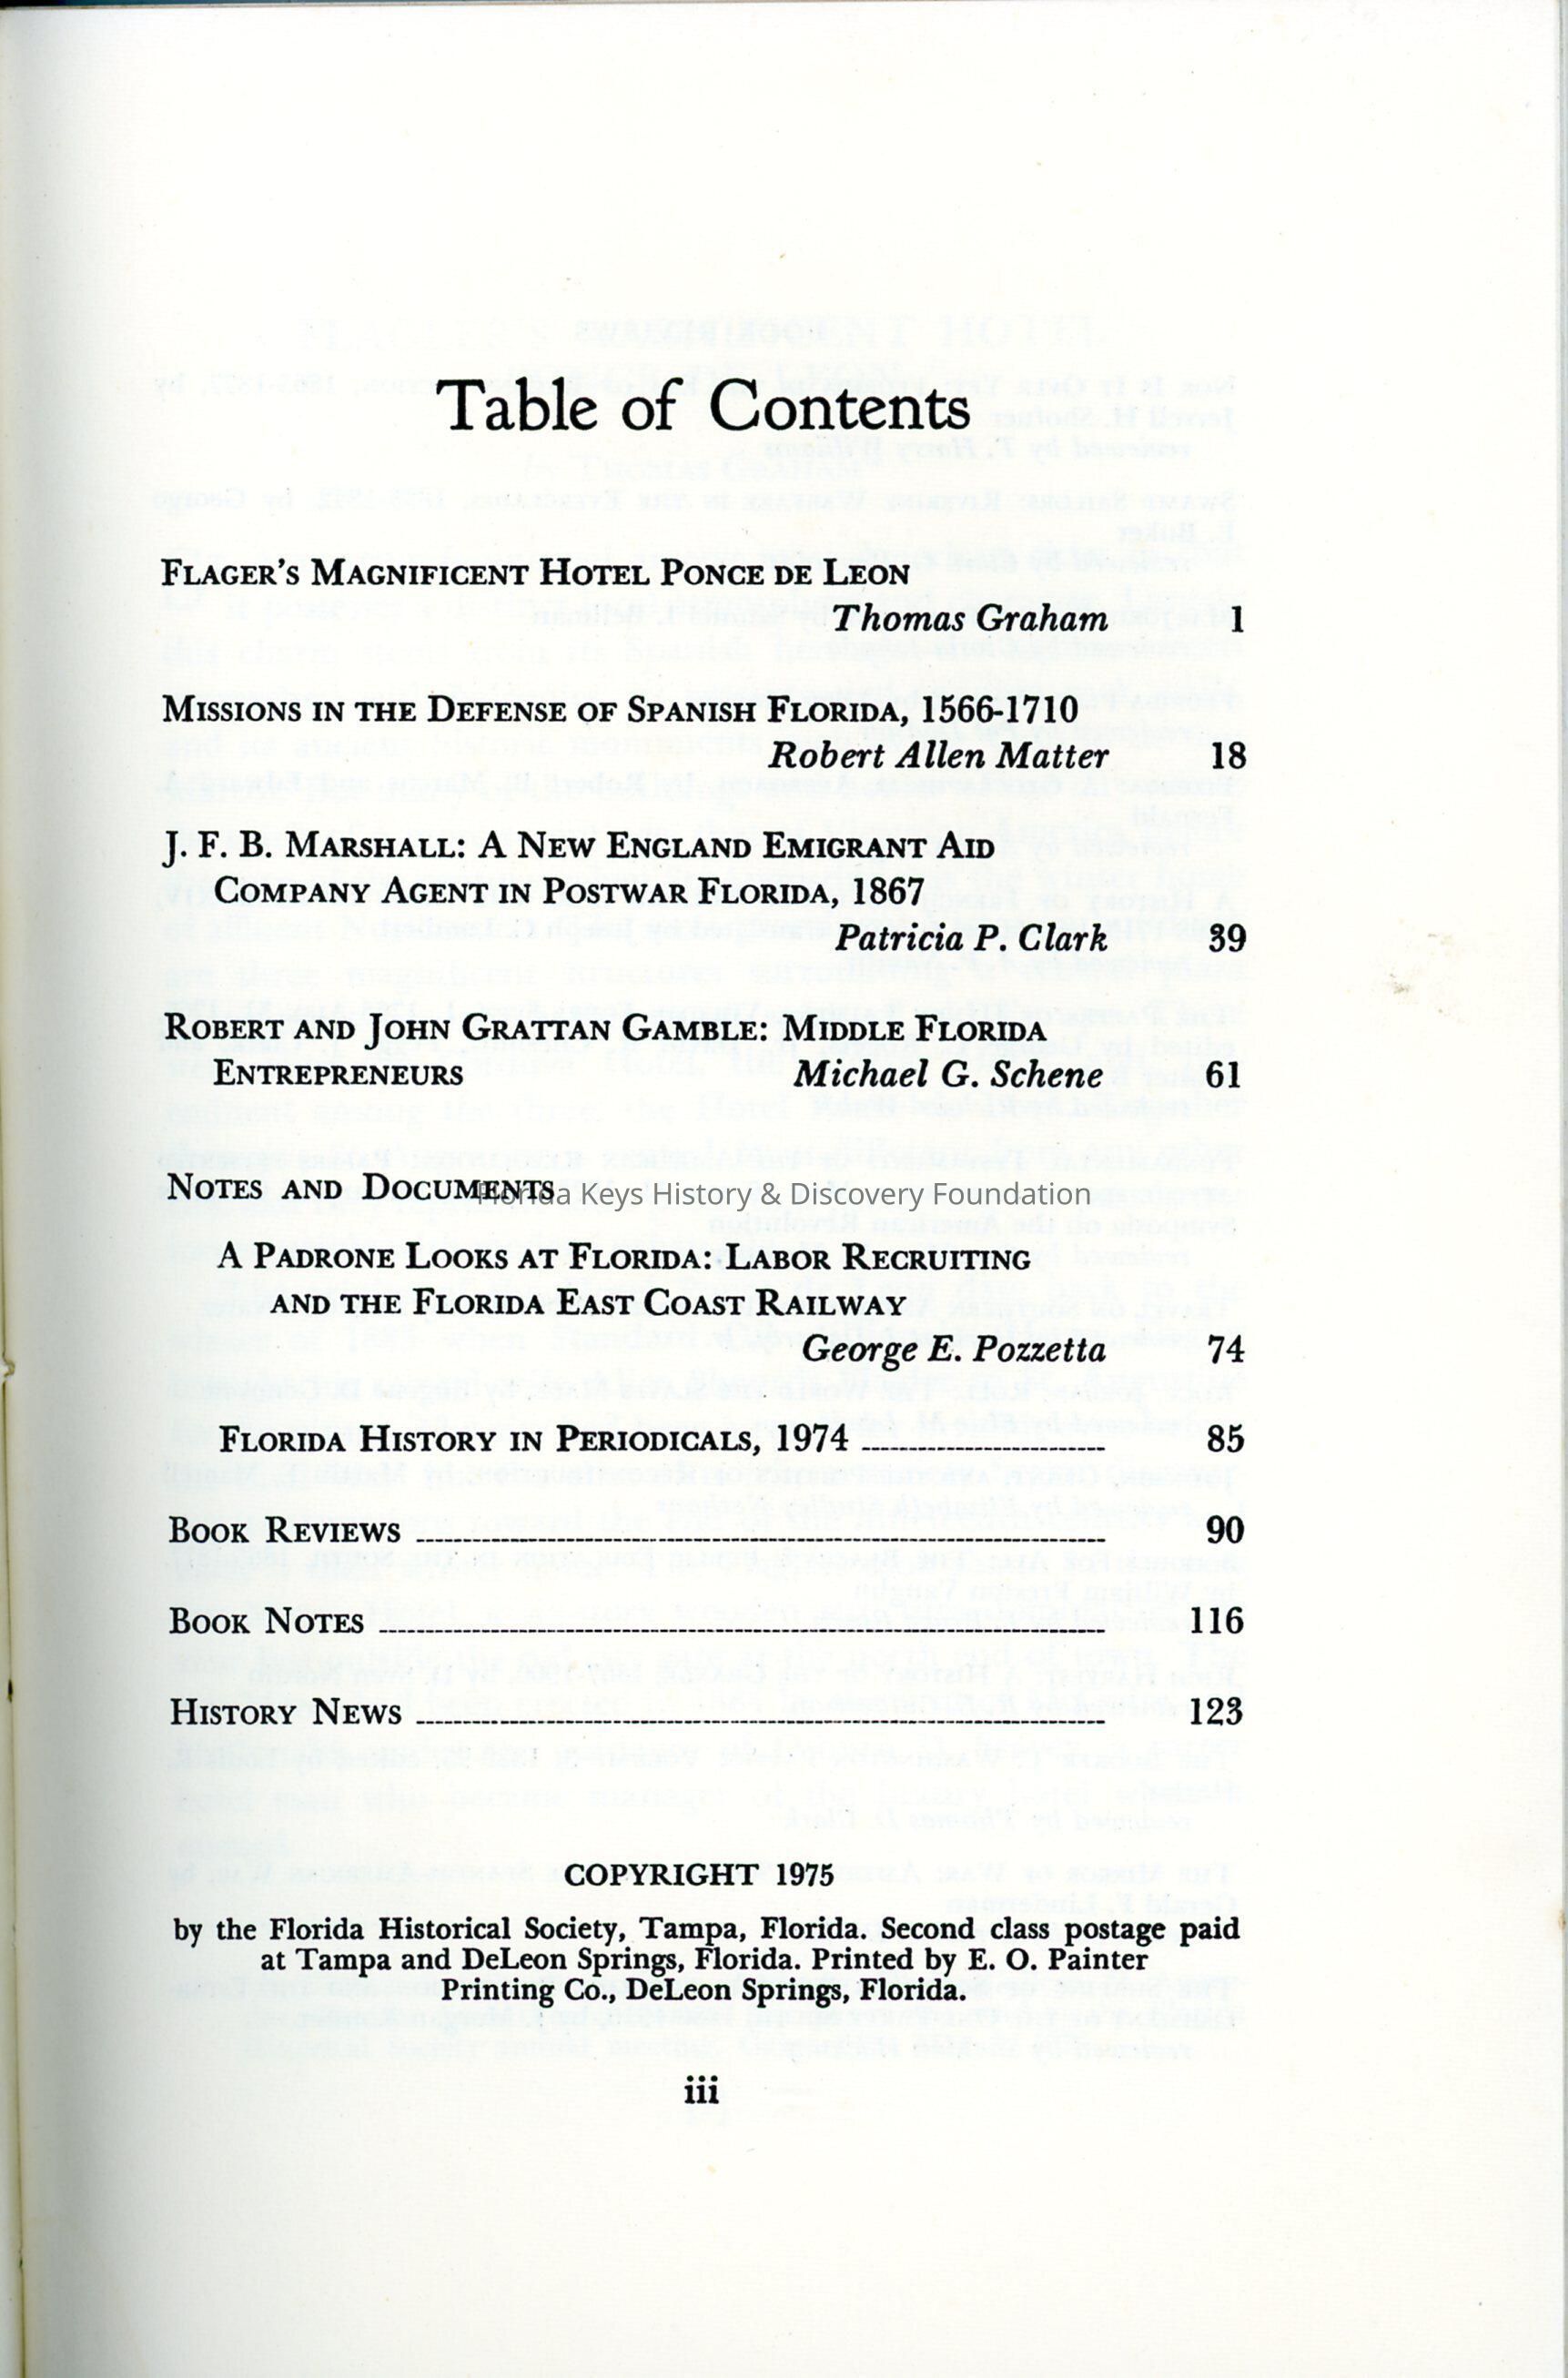 Table of Contents
FLAGER'S MAGNIFICENT HOTEL PONCE DE LEON
Thomas Graham 1
MISSIONS IN THE DEFENSE OF SPANISH FLORIDA, 1566-1710
Robert Allen Matter 18
J. F. B. MARSHALL: A NEW ENGLAND EMIGRANT AID
COMPANY AGENT IN POSTWAR FLORIDA, 1867
Patricia P. Clark 39
ROBERT AND JOHN GRATTAN GAMBLE: MIDDLE FLORIDA
ENTREPRENEURS Michael G. Schene 61
NOTES AND DOCUMENTS
Florida Keys History & Discovery Foundation
A PADRONE LOOKS AT FLORIDA: LABOR RECRUITING
AND THE FLORIDA EAST COAST RAILWAY
George E. Pozzetta 74
FLORIDA HISTORY IN PERIODICALS, 1974 85
BOOK REVIEWS 90
BOOK NOTES 116
HISTORY NEWS 123
COPYRIGHT 1975
by the Florida Historical Society, Tampa, Florida. Second class postage paid
at Tampa and DeLeon Springs, Florida. Printed by E. O. Painter
Printing Co., DeLeon Springs, Florida.
iii